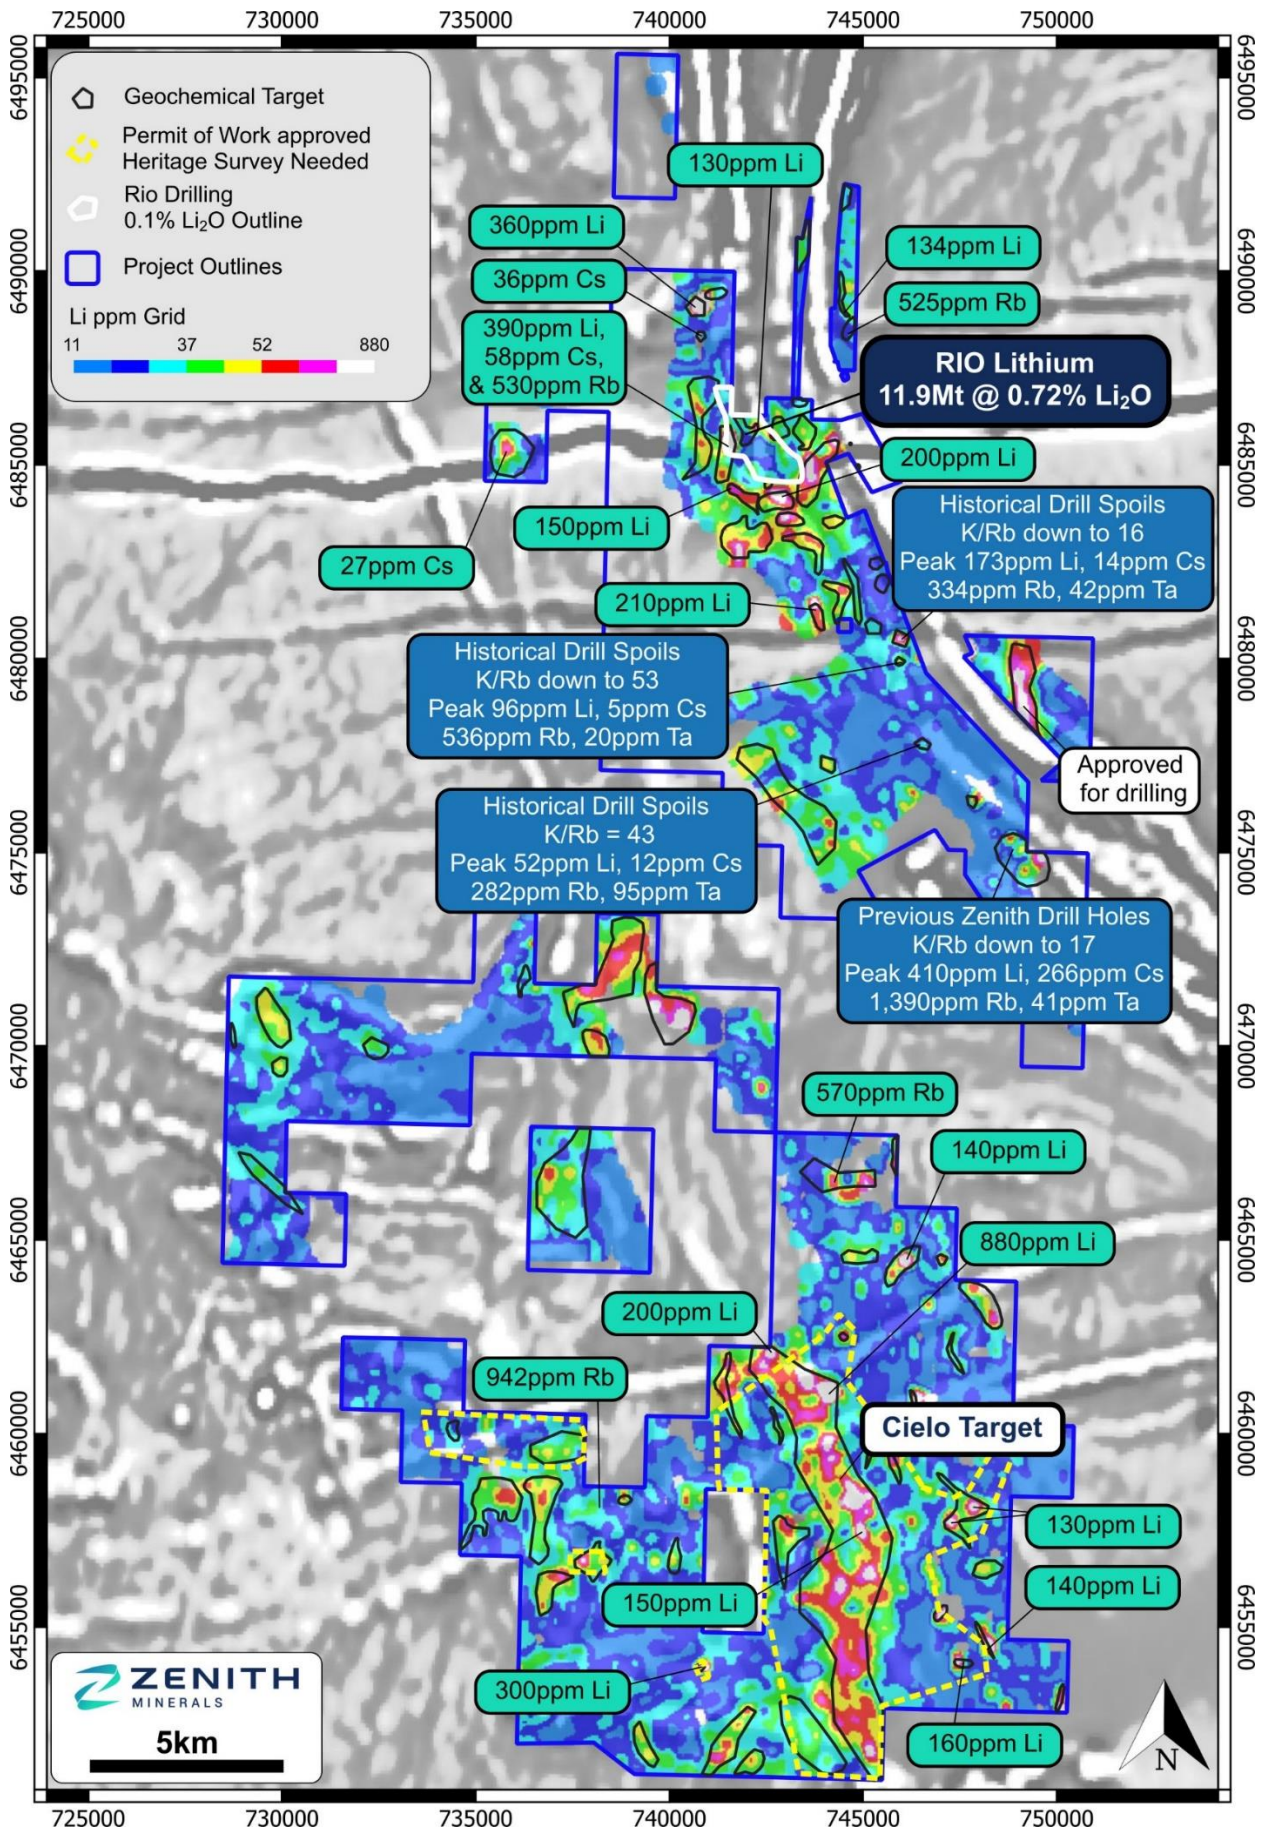 725000 730000 735000 740000 745000 750000
6495000
6490000
6485000
6480000
6475000
6470000
6465000
6460000
6455000
Geochemical Target
Permit of Work approved
Heritage Survey Needed
Rio Drilling
0.1% Li₂O Outline
Project Outlines
Li ppm Grid
11 37 52 880
130ppm Li
360ppm Li
36ppm Cs
390ppm Li,
58ppm Cs,
& 530ppm Rb
134ppm Li
525ppm Rb
RIO Lithium
11.9Mt @ 0.72% Li₂O
200ppm Li
150ppm Li
27ppm Cs
Historical Drill Spoils
K/Rb down to 16
Peak 173ppm Li, 14ppm Cs
334ppm Rb, 42ppm Ta
210ppm Li
Historical Drill Spoils
K/Rb down to 53
Peak 96ppm Li, 5ppm Cs
536ppm Rb, 20ppm Ta
Approved
for drilling
Historical Drill Spoils
K/Rb = 43
Peak 52ppm Li, 12ppm Cs
282ppm Rb, 95ppm Ta
Previous Zenith Drill Holes
K/Rb down to 17
Peak 410ppm Li, 266ppm Cs
1,390ppm Rb, 41ppm Ta
570ppm Rb
140ppm Li
880ppm Li
200ppm Li
942ppm Rb
Cielo Target
130ppm Li
140ppm Li
150ppm Li
300ppm Li
160ppm Li
ZENITH
MINERALS
5km
N
6495000
6490000
6485000
6480000
6475000
6470000
6465000
6460000
6455000
725000 730000 735000 740000 745000 750000